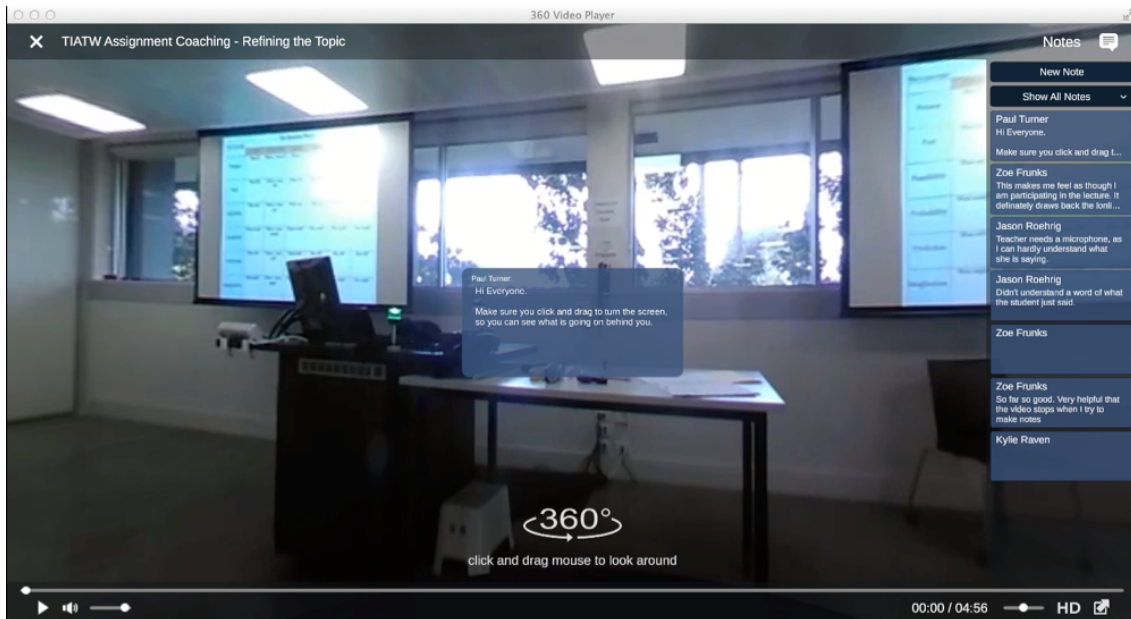 360 Video Player
TIATW Assignment Coaching - Refining the Topic
Notes
New Note
Show All Notes
Paul Turner
Hi Everyone.
Make sure you click and drag t...
Zoe Frunks
This makes me feel as though I
am participating in the lecture. It
definately draws back the lonli...
Jason Roehrig
Teacher needs a microphone, as
I can hardly understand what
she is saying.
Jason Roehrig
Didn't understand a word of what
the student just said.
Zoe Frunks
Zoe Frunks
So far so good. Very helpful that
the video stops when I try to
make notes
Kylie Raven
Paul Turner:
Hi Everyone.
Make sure you click and drag to turn the screen,
so you can see what is going on behind you.
360°
click and drag mouse to look around
00:00 / 04:56
HD